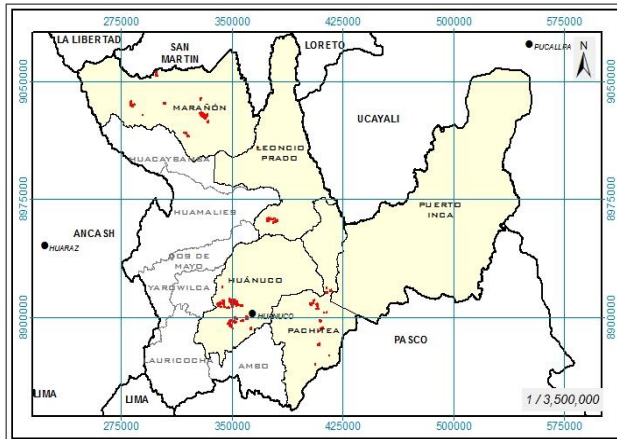 275000 350000 425000 500000 575000
LA LIBERTAD
SAN
MARTIN
LORETO
PUCALLPA
N
9050000
9050000
MARAÑÓN
UCAYALI
LEONCIO
PRADO
HUACAYBAMBA
8975000
8975000
HUAMALIES
PUERTO
INCA
ANCASH
HUARAZ
DOS DE
MAYO
HUÁNUCO
YAROWILCA
HUÁNUCO
8900000
8900000
PACHITEA
PASCO
LAURICOCHA
AMBO
LIMA
LIMA
1 / 3,500,000
275000 350000 425000 500000 575000